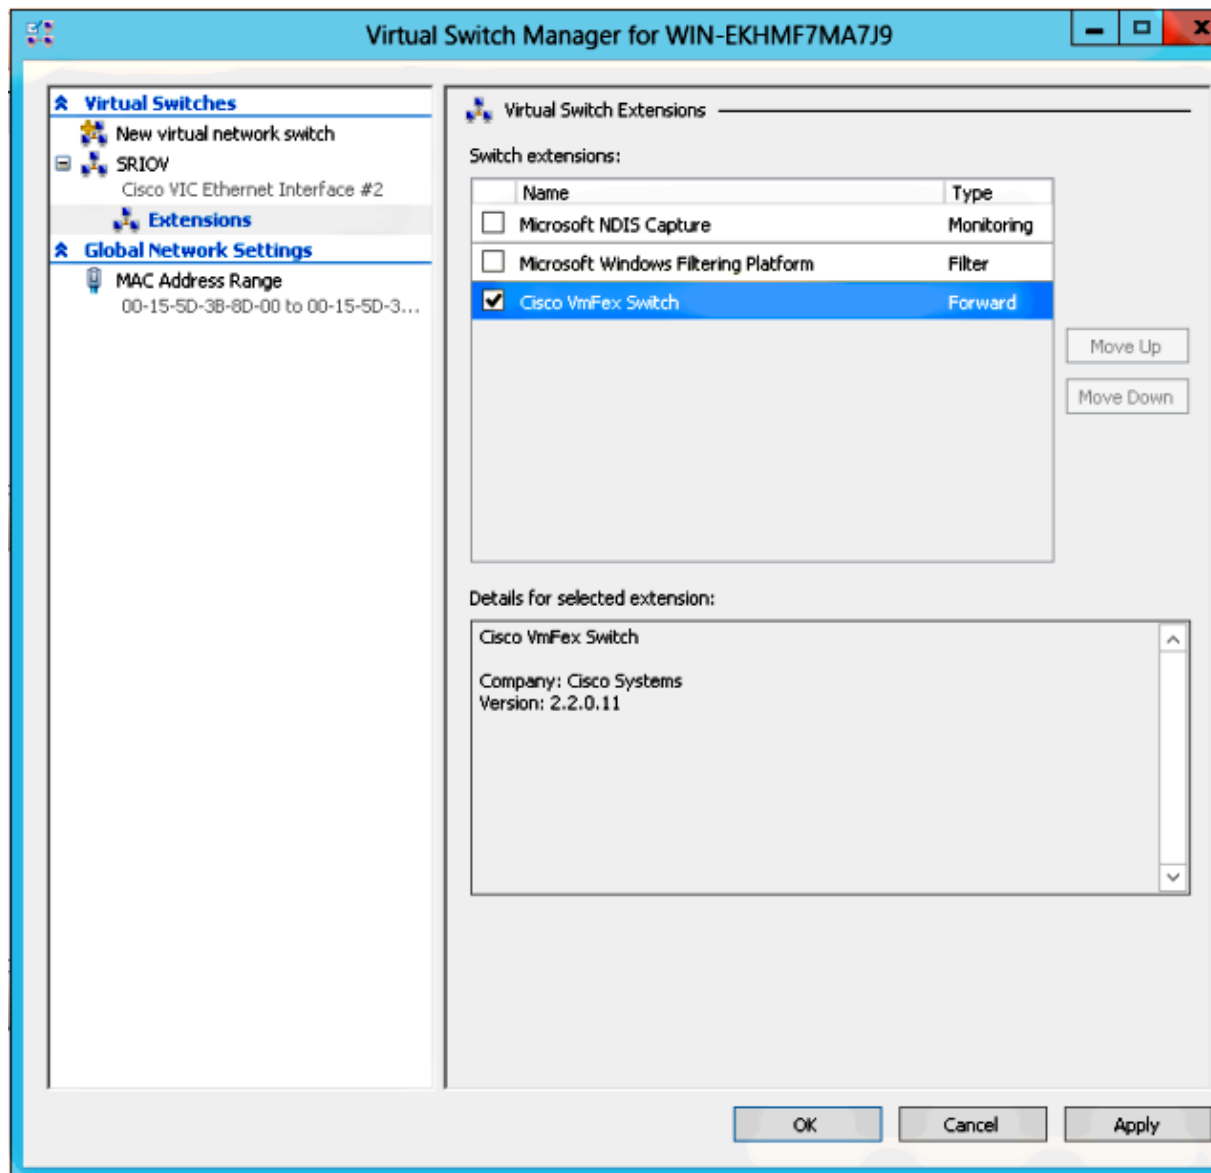 Virtual Switch Manager for WIN-EKHMF7MA7J9
Virtual Switches
New virtual network switch
SRIOV
Cisco VIC Ethernet Interface #2
Extensions
Global Network Settings
MAC Address Range
00-15-5D-3B-8D-00 to 00-15-5D-3...
Virtual Switch Extensions
Switch extensions:
Name Type
Microsoft NDIS Capture Monitoring
Microsoft Windows Filtering Platform Filter
Cisco VmFex Switch Forward
Move Up
Move Down
Details for selected extension:
Cisco VmFex Switch
Company: Cisco Systems
Version: 2.2.0.11
OK Cancel Apply